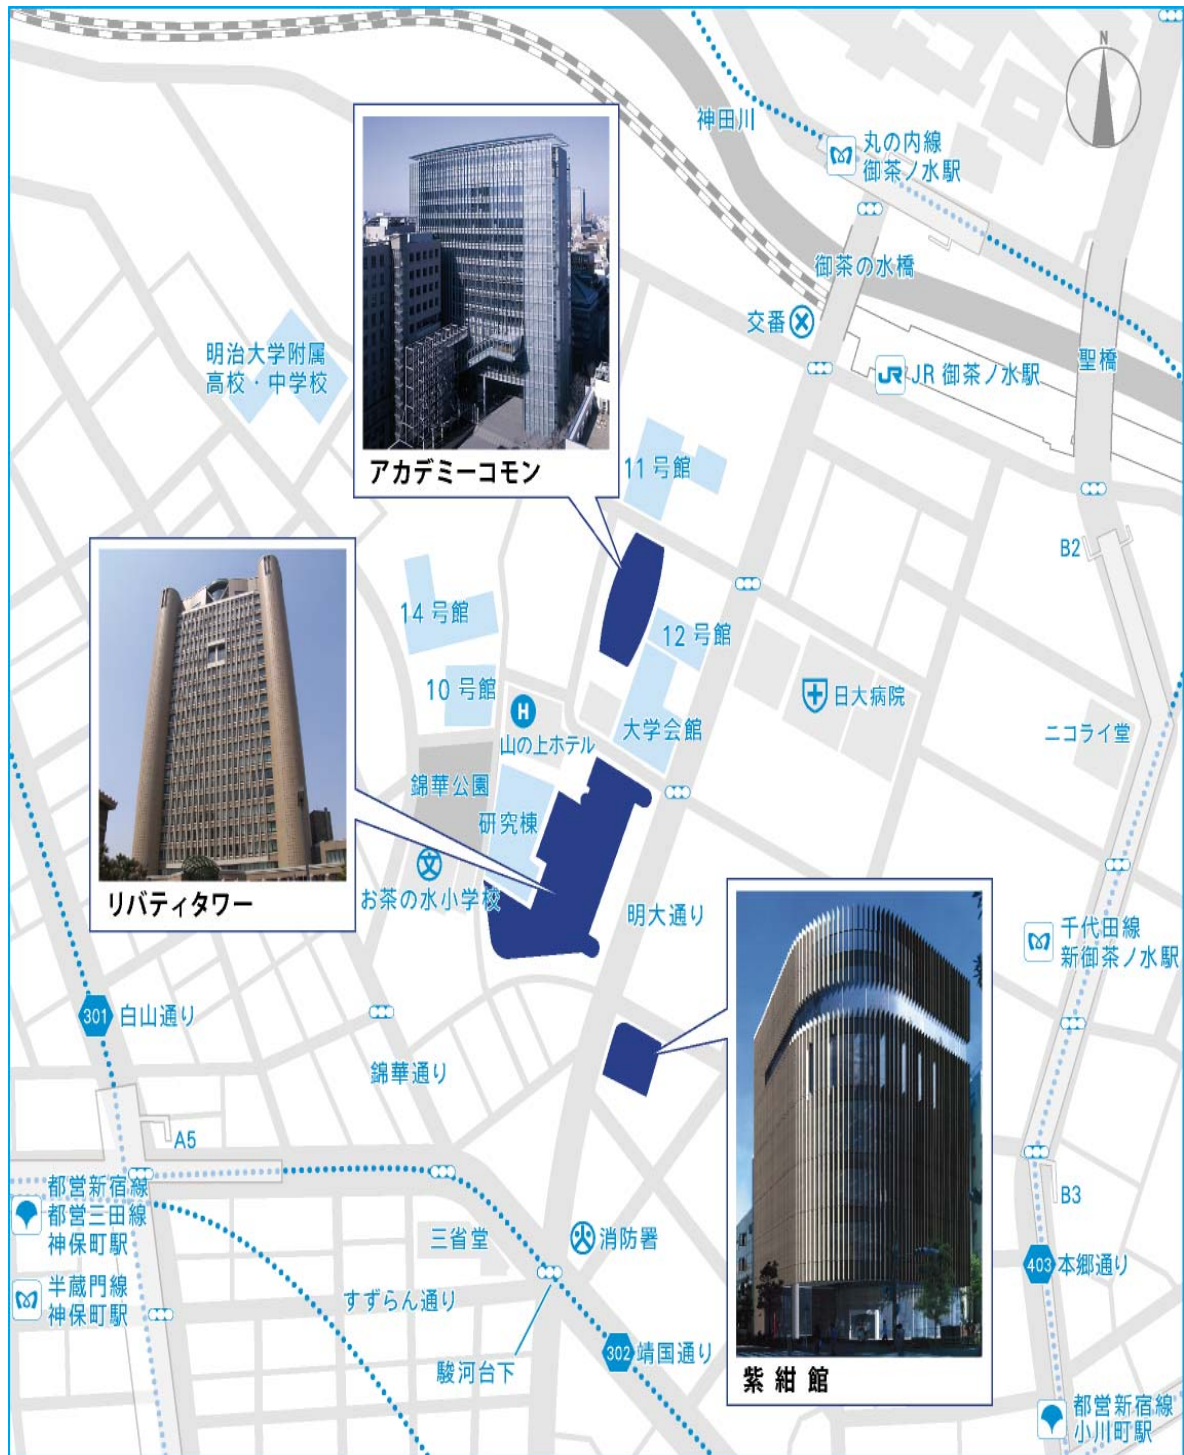 N
神田川
丸の内線
御茶ノ水駅
御茶の水橋
交番
JR JR 御茶ノ水駅
聖橋
明治大学附属
高校・中学校
アカデミーコモン
11 号館
B2
14 号館
12 号館
10 号館
H
山の上ホテル
大学会館
日大病院
ニコライ堂
錦華公園
研究棟
文
お茶の水小学校
リバティタワー
明大通り
千代田線
新御茶ノ水駅
301 白山通り
錦華通り
A5
都営新宿線
都営三田線
神保町駅
半蔵門線
神保町駅
三省堂
消防署
すずらん通り
駿河台下
302 靖国通り
紫紺館
B3
403 本郷通り
都営新宿線
小川町駅